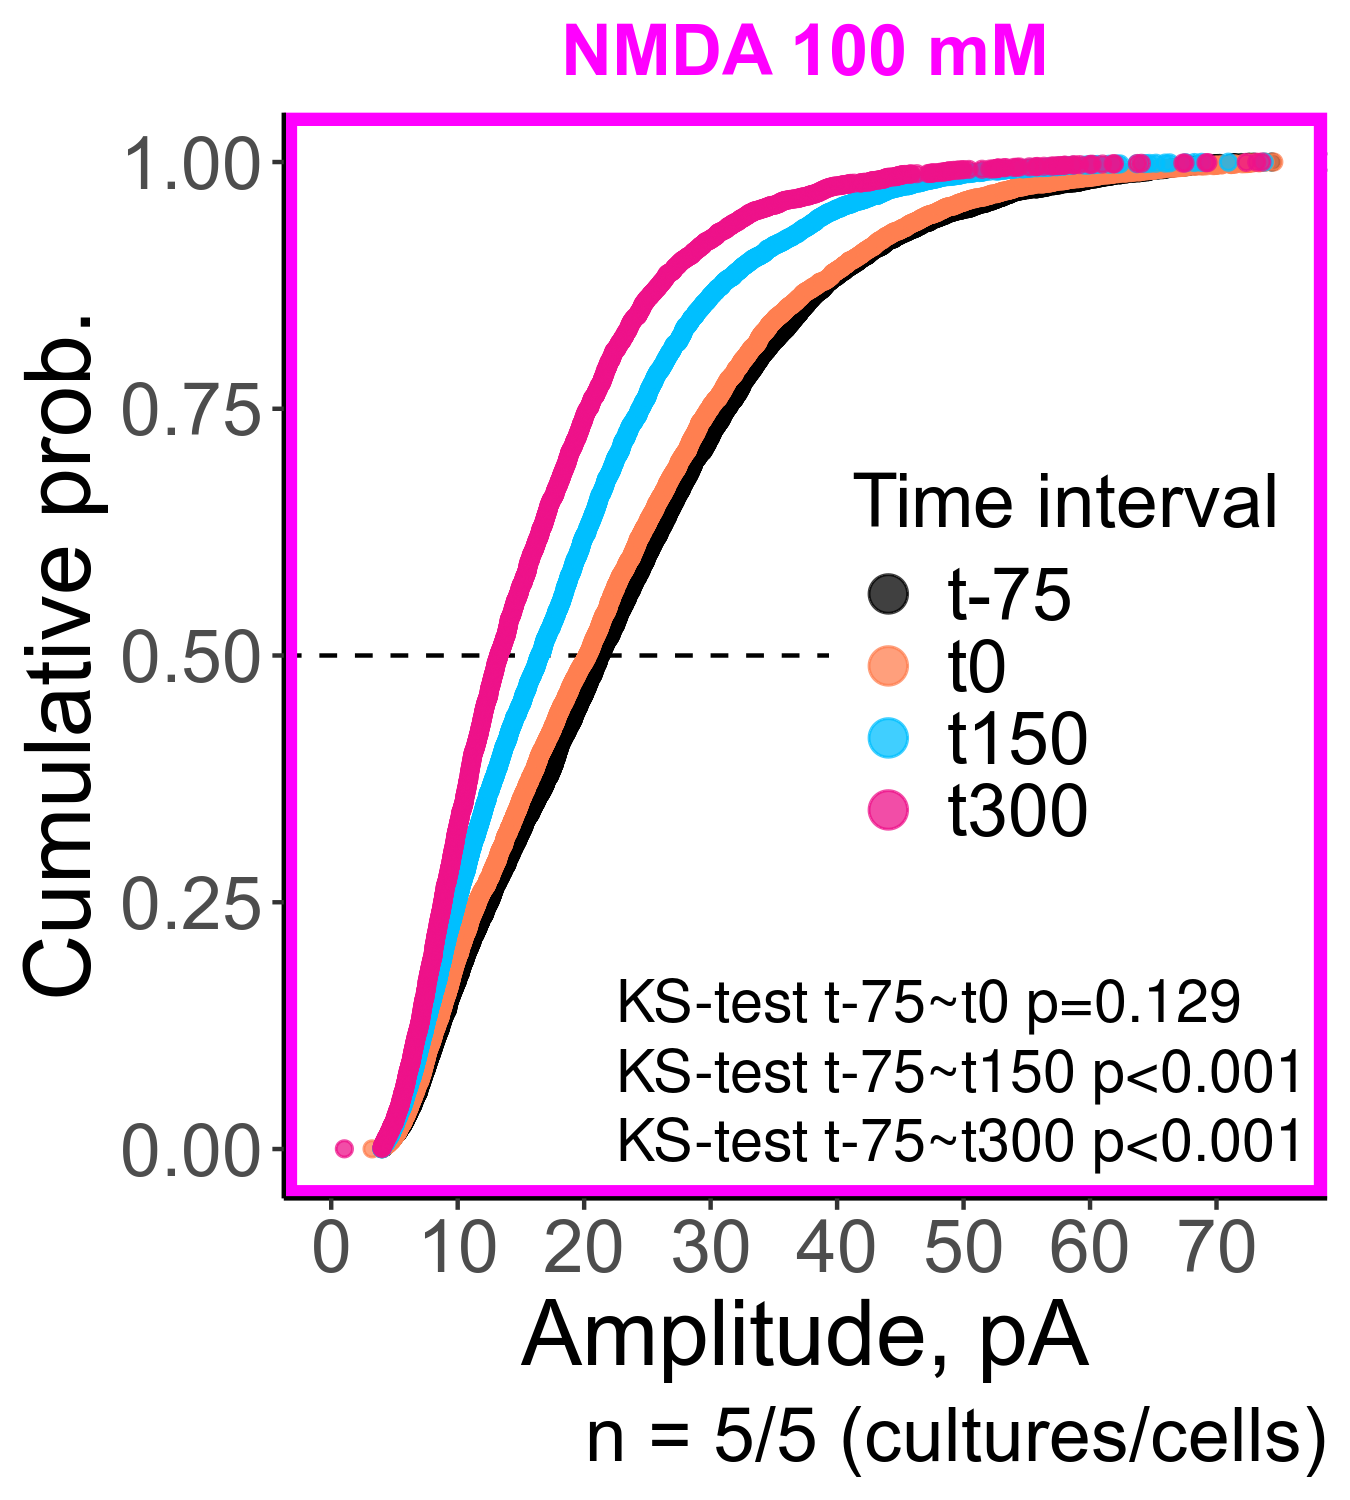 NMDA 100 mM
Cumulative prob.
1.00
0.75
0.50
0.25
0.00
Time interval
t-75
t0
t150
t300
KS-test t-75~t0 p=0.129
KS-test t-75~t150 p<0.001
KS-test t-75~t300 p<0.001
0 10 20 30 40 50 60 70
Amplitude, pA
n = 5/5 (cultures/cells)